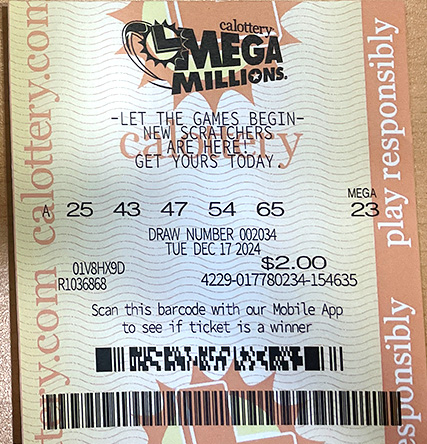 calottery
MEGA
MILLIONS.
-LET THE GAMES BEGIN-
NEW SCRATCHERS
ARE HERE!
GET YOURS TODAY.
calottery
A 25 43 47 54 65
MEGA
23
DRAW NUMBER 002034
TUE DEC 17 2024
01V8HX9D
$2.00
R1036868
4229-017780234-154635
Scan this barcode with our Mobile App
to see if ticket is a winner
calottery.com calottery.com
play responsibly
responsibly